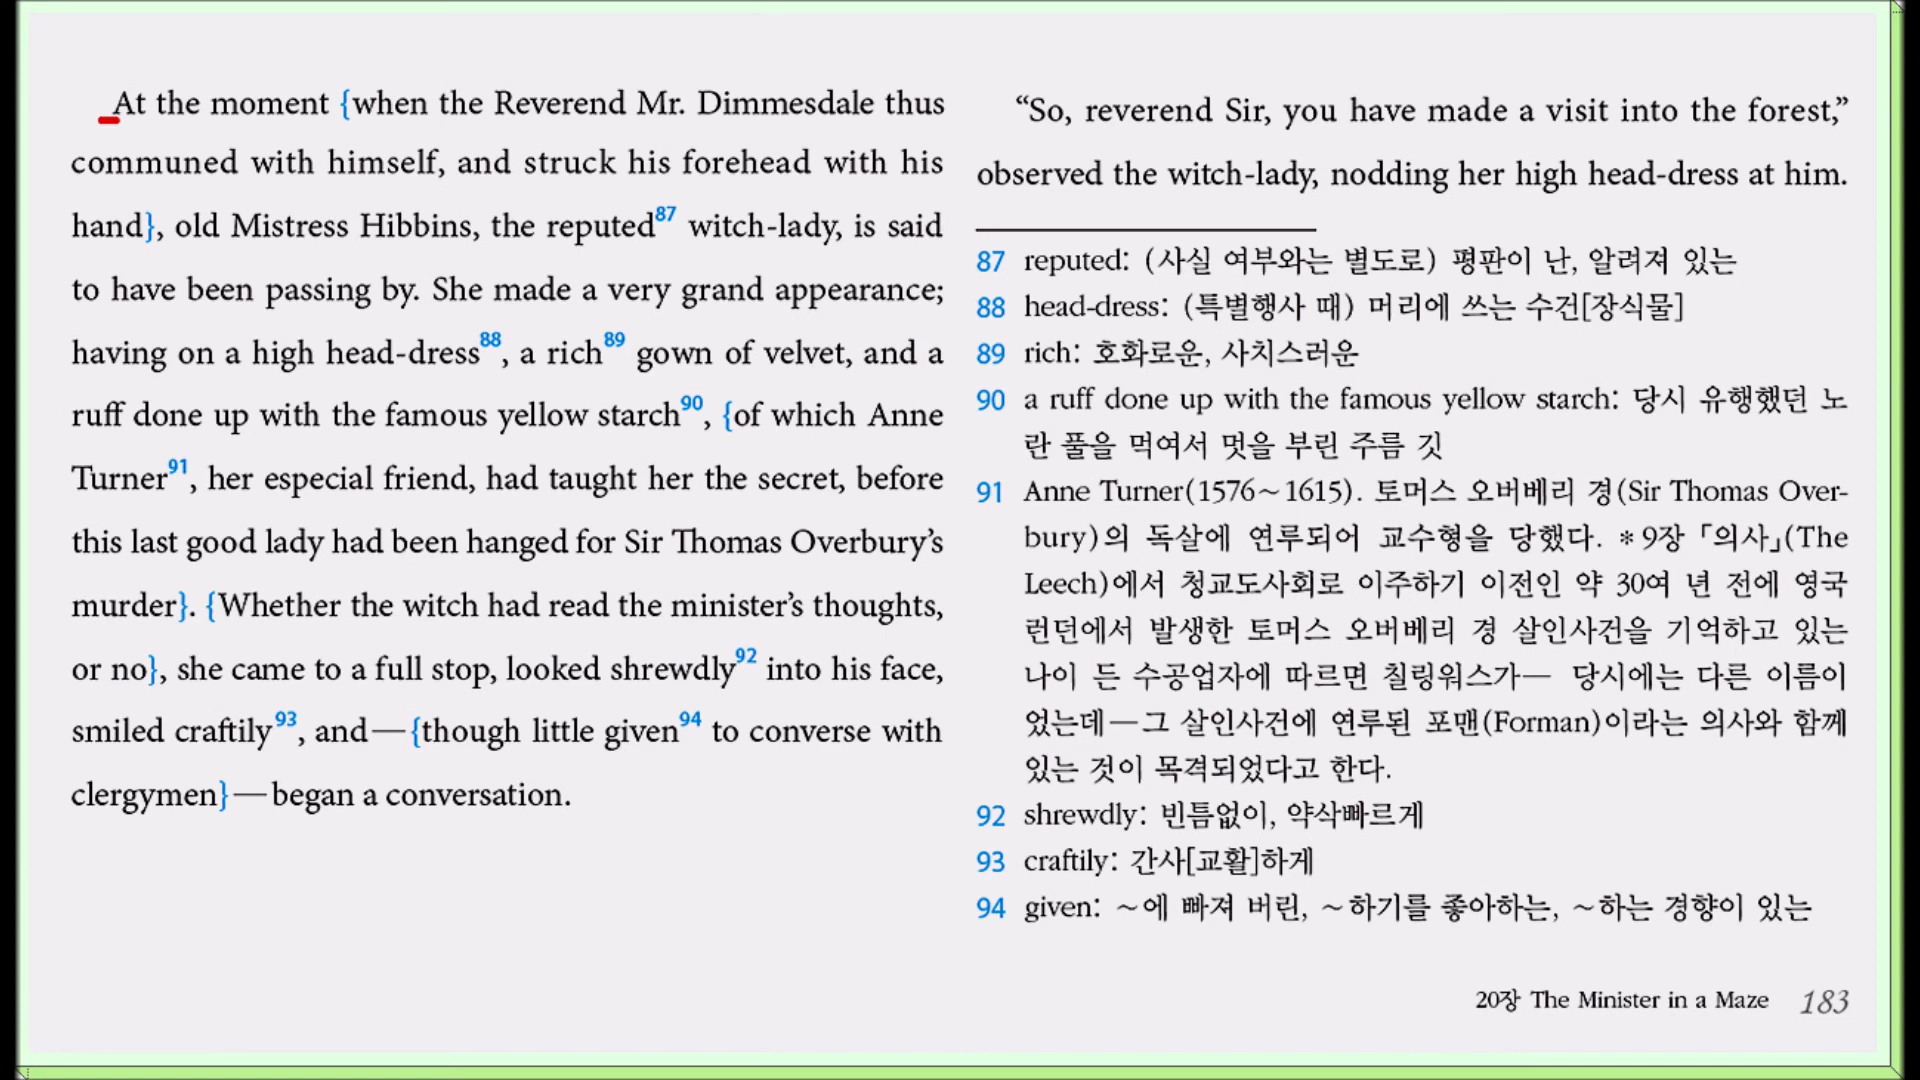 At the moment {when the Reverend Mr. Dimmesdale thus
communed with himself, and struck his forehead with his
hand}, old Mistress Hibbins, the reputed87 witch-lady, is said
to have been passing by. She made a very grand appearance;
having on a high head-dress88, a rich89 gown of velvet, and a
ruff done up with the famous yellow starch90, {of which Anne
Turner91, her especial friend, had taught her the secret, before
this last good lady had been hanged for Sir Thomas Overbury’s
murder}. {Whether the witch had read the minister’s thoughts,
or no}, she came to a full stop, looked shrewdly92 into his face,
smiled craftily93, and—{though little given94 to converse with
clergymen}—began a conversation.
“So, reverend Sir, you have made a visit into the forest,”
observed the witch-lady, nodding her high head-dress at him.
87 reputed: (사실 여부와는 별도로) 평판이 난, 알려져 있는
88 head-dress: (특별행사 때) 머리에 쓰는 수건[장식물]
89 rich: 호화로운, 사치스러운
90 a ruff done up with the famous yellow starch: 당시 유행했던 노
란 풀을 먹여서 멋을 부린 주름 깃
91 Anne Turner(1576~1615). 토머스 오버베리 경(Sir Thomas Over-
bury)의 독살에 연루되어 교수형을 당했다. *9장 「의사」(The
Leech)에서 청교도사회로 이주하기 이전인 약 30여 년 전에 영국
런던에서 발생한 토머스 오버베리 경 살인사건을 기억하고 있는
나이 든 수공업자에 따르면 칠링워스가— 당시에는 다른 이름이
었는데—그 살인사건에 연루된 포맨(Forman)이라는 의사와 함께
있는 것이 목격되었다고 한다.
92 shrewdly: 빈틈없이, 약삭빠르게
93 craftily: 간사[교활]하게
94 given: ~에 빠져 버린, ~하기를 좋아하는, ~하는 경향이 있는
20장 The Minister in a Maze 183